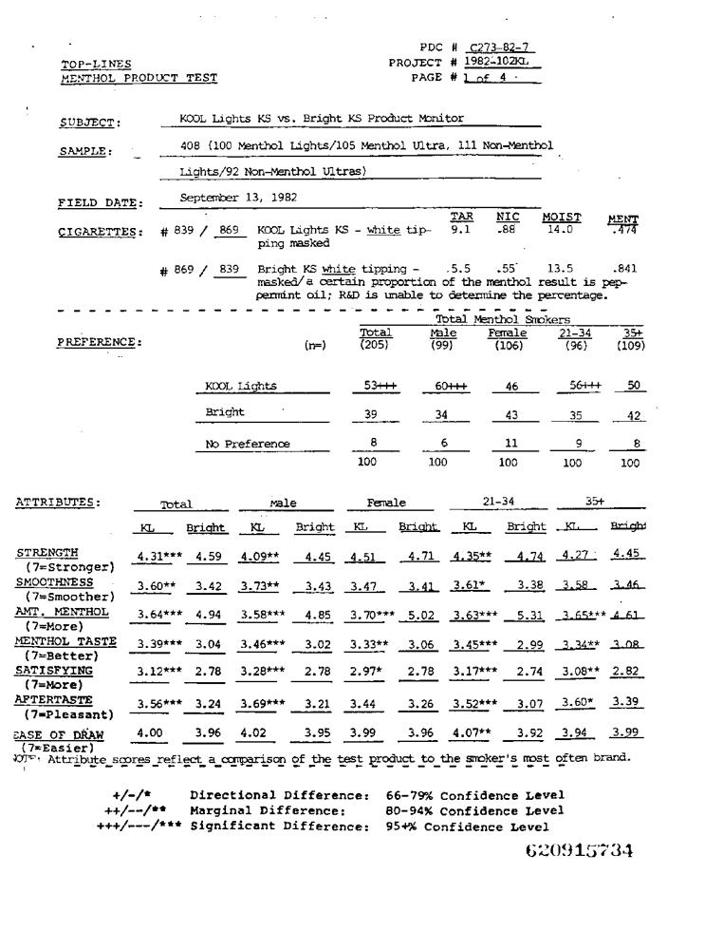 PDC # C273-82-7
TOP-LINES PROJECT # 1982-102KL
MENTHOL PRODUCT TEST PAGE # 1 of 4
SUBJECT: KOOL Lights KS vs. Bright KS Product Monitor
SAMPLE: 408 (100 Menthol Lights/105 Menthol Ultra, 111 Non-Menthol
Lights/92 Non-Menthol Ultras)
FIELD DATE: September 13, 1982
TAR NIC MOIST MENT
CIGARETTES: # 839 / 869 KOOL Lights KS - white tip- 9.1 .88 14.0 .474
ping masked
# 869 / 839 Bright KS white tipping - .5.5 .55 13.5 .841
masked/a certain proportion of the menthol result is pep-
permint oil; R&D is unable to determine the percentage.
Total Menthol Smokers
Total Male Female 21-34 35+
PREFERENCE: (n=) (205) (99) (106) (96) (109)
KOOL Lights 53+++ 60+++ 46 56+++ 50
Bright 39 34 43 35 42
No Preference 8 6 11 9 8
100 100 100 100 100
ATTRIBUTES: Total Male Female 21-34 35+
KL Bright KL Bright KL Bright KL Bright KL Bright
STRENGTH 4.31*** 4.59 4.09** 4.45 4.51 4.71 4.35** 4.74 4.27 4.45
(7=Stronger)
SMOOTHNESS 3.60** 3.42 3.73** 3.43 3.47 3.41 3.61* 3.38 3.58 3.46
(7=Smoother)
AMT. MENTHOL 3.64*** 4.94 3.58*** 4.85 3.70*** 5.02 3.63*** 5.31 3.65*** 4.61
(7=More)
MENTHOL TASTE 3.39*** 3.04 3.46*** 3.02 3.33** 3.06 3.45*** 2.99 3.34** 3.08
(7=Better)
SATISFYING 3.12*** 2.78 3.28*** 2.78 2.97* 2.78 3.17*** 2.74 3.08** 2.82
(7=More)
AFTERTASTE 3.56*** 3.24 3.69*** 3.21 3.44 3.26 3.52*** 3.07 3.60* 3.39
(7=Pleasant)
EASE OF DRAW 4.00 3.96 4.02 3.95 3.99 3.96 4.07** 3.92 3.94 3.99
(7=Easier)
NOTE: Attribute scores reflect a comparison of the test product to the smoker's most often brand.
+/-/* Directional Difference: 66-79% Confidence Level
++/--/** Marginal Difference: 80-94% Confidence Level
+++/---/*** Significant Difference: 95+% Confidence Level
620915734